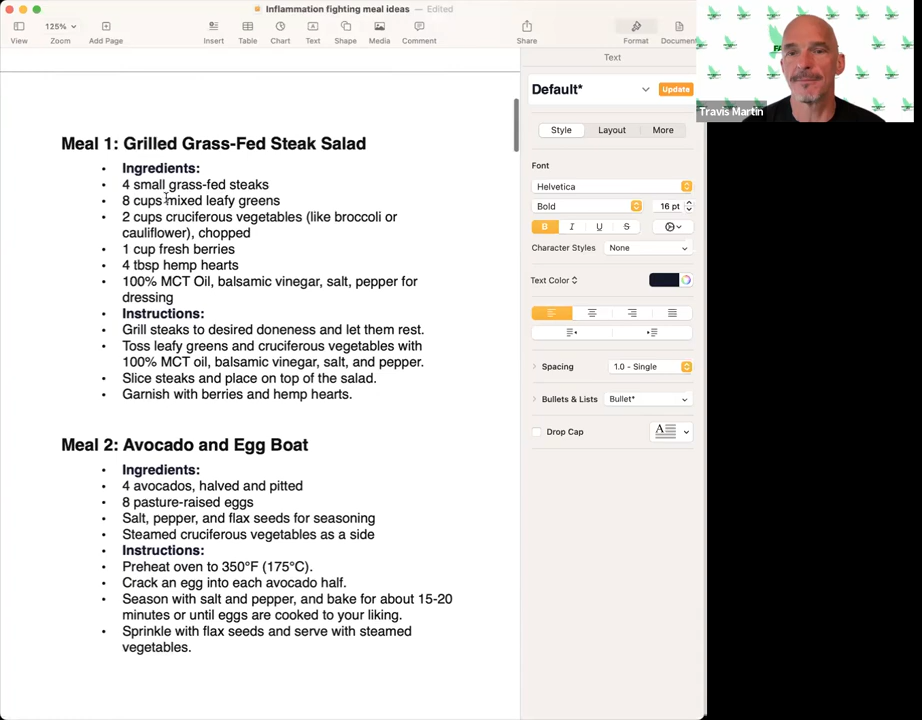 Inflammation fighting meal ideas — Edited
125%
View
Zoom
Add Page
Insert
Table
Chart
Text
Shape
Media
Comment
Share
Format
Document
Text
Default*
Update
Travis Martin
Style
Layout
More
Font
Helvetica
Bold
16 pt
B
I
U
S
Character Styles
None
Text Color
Spacing
1.0 - Single
Bullets & Lists
Bullet*
Drop Cap
A
Meal 1: Grilled Grass-Fed Steak Salad
• Ingredients:
• 4 small grass-fed steaks
• 8 cups mixed leafy greens
• 2 cups cruciferous vegetables (like broccoli or
cauliflower), chopped
• 1 cup fresh berries
• 4 tbsp hemp hearts
• 100% MCT Oil, balsamic vinegar, salt, pepper for
dressing
• Instructions:
• Grill steaks to desired doneness and let them rest.
• Toss leafy greens and cruciferous vegetables with
100% MCT oil, balsamic vinegar, salt, and pepper.
• Slice steaks and place on top of the salad.
• Garnish with berries and hemp hearts.
Meal 2: Avocado and Egg Boat
• Ingredients:
• 4 avocados, halved and pitted
• 8 pasture-raised eggs
• Salt, pepper, and flax seeds for seasoning
• Steamed cruciferous vegetables as a side
• Instructions:
• Preheat oven to 350°F (175°C).
• Crack an egg into each avocado half.
• Season with salt and pepper, and bake for about 15-20
minutes or until eggs are cooked to your liking.
• Sprinkle with flax seeds and serve with steamed
vegetables.